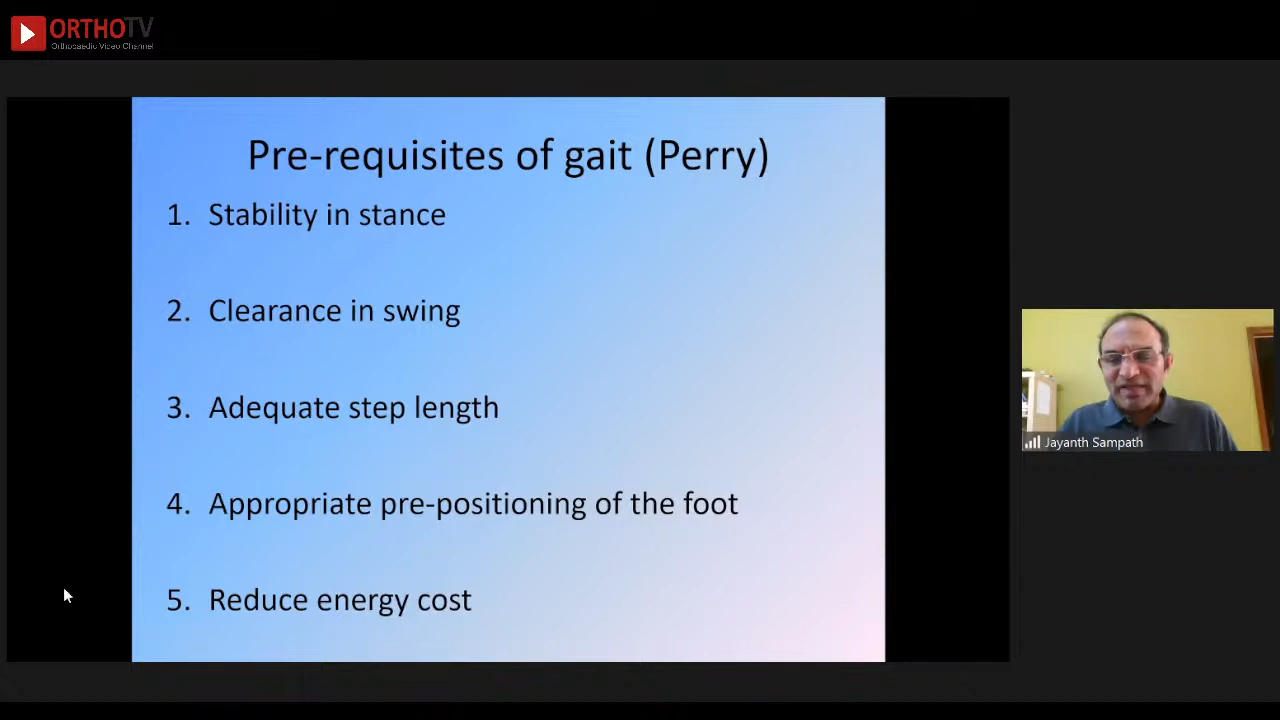 ORTHOTV
Orthopaedic Video Channel
Pre-requisites of gait (Perry)
1. Stability in stance
2. Clearance in swing
3. Adequate step length
4. Appropriate pre-positioning of the foot
5. Reduce energy cost
Jayanth Sampath